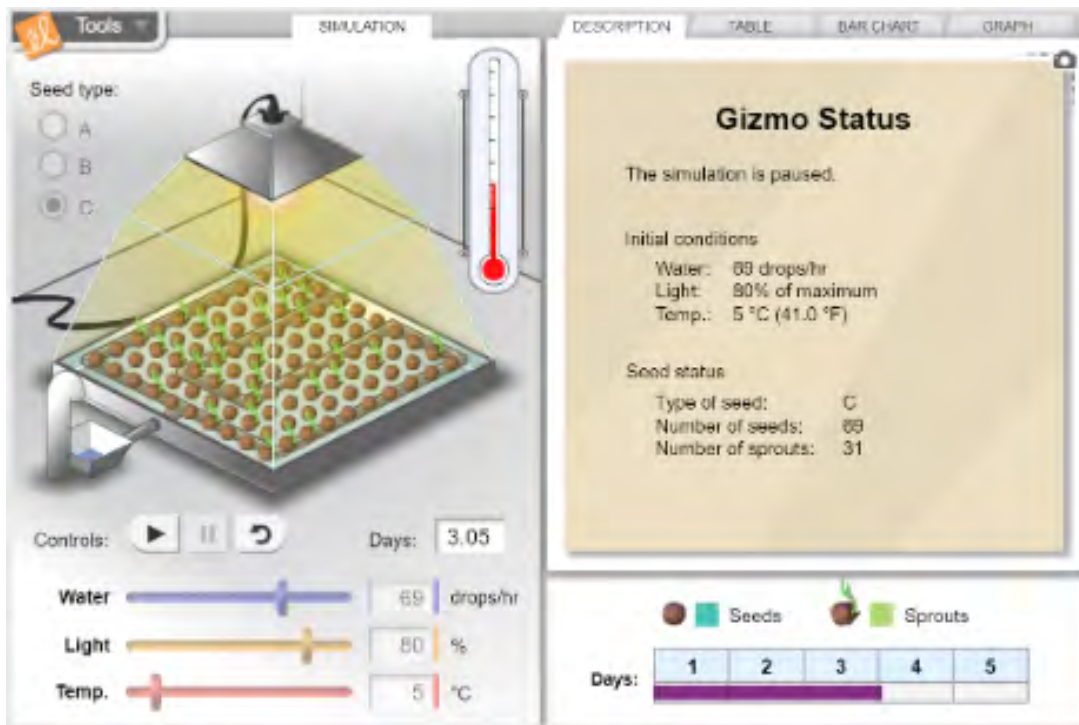 Tools
SIMULATION
DESCRIPTION TABLE BAR CHART GRAPH
Seed type:
A
B
C
Gizmo Status
The simulation is paused.
Initial conditions
Water: 69 drops/hr
Light: 80% of maximum
Temp.: 5 °C (41.0 °F)
Seed status
Type of seed: C
Number of seeds: 69
Number of sprouts: 31
Controls:
Days: 3.05
Water 69 drops/hr
Light 80 %
Temp. 5 °C
Seeds Sprouts
Days: 1 2 3 4 5